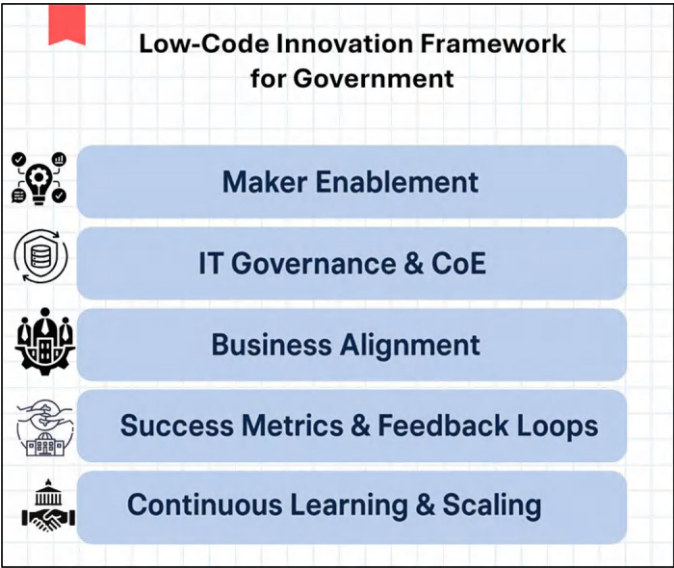 Low-Code Innovation Framework
for Government
Maker Enablement
IT Governance & CoE
Business Alignment
Success Metrics & Feedback Loops
Continuous Learning & Scaling